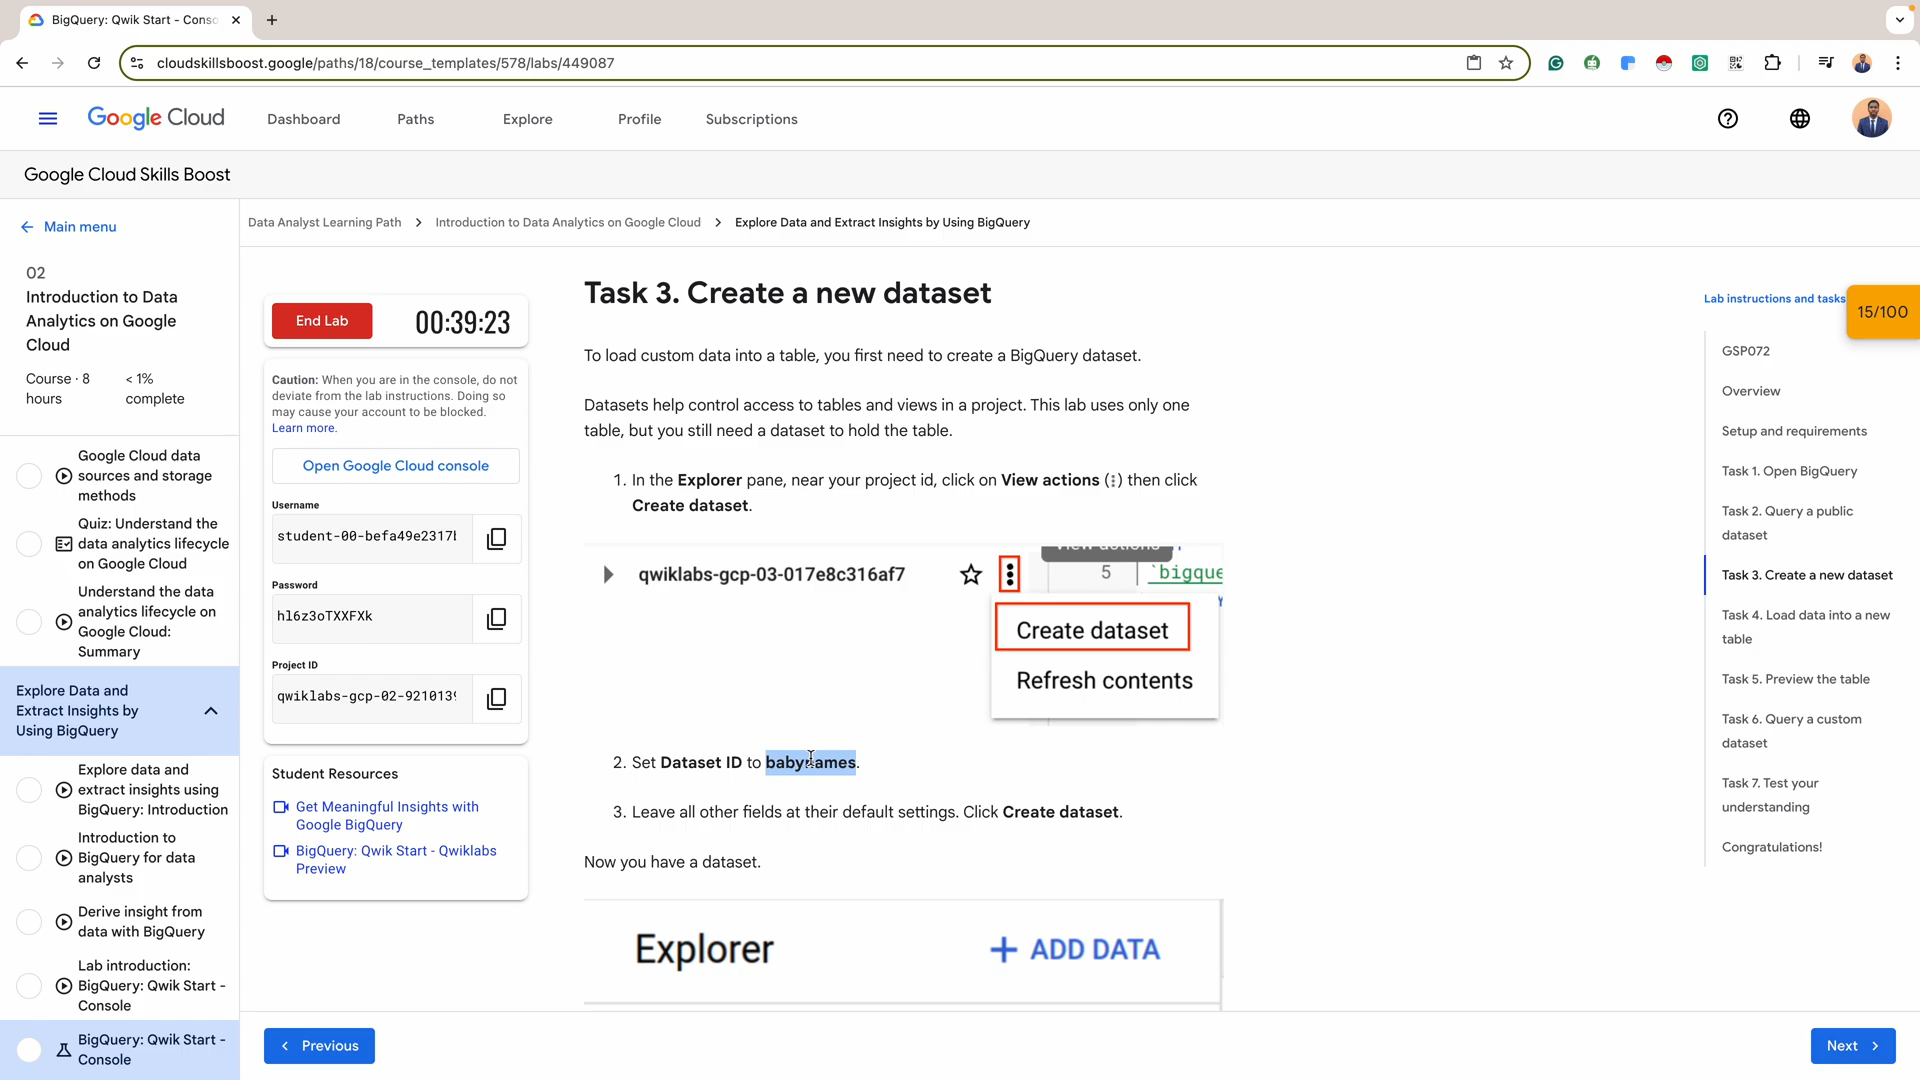 BigQuery: Qwik Start - Conso
cloudskillsboost.google/paths/18/course_templates/578/labs/449087
Google Cloud
Dashboard
Paths
Explore
Profile
Subscriptions
Google Cloud Skills Boost
Main menu
02
Introduction to Data
Analytics on Google
Cloud
Course · 8
hours
< 1%
complete
Google Cloud data
sources and storage
methods
Quiz: Understand the
data analytics lifecycle
on Google Cloud
Understand the data
analytics lifecycle on
Google Cloud:
Summary
Explore Data and
Extract Insights by
Using BigQuery
Explore data and
extract insights using
BigQuery: Introduction
Introduction to
BigQuery for data
analysts
Derive insight from
data with BigQuery
Lab introduction:
BigQuery: Qwik Start -
Console
BigQuery: Qwik Start -
Console
Data Analyst Learning Path
Introduction to Data Analytics on Google Cloud
Explore Data and Extract Insights by Using BigQuery
End Lab
00:39:23
Caution: When you are in the console, do not
deviate from the lab instructions. Doing so
may cause your account to be blocked.
Learn more.
Open Google Cloud console
Username
student-00-befa49e2317
Password
hl6z3oTXXFXk
Project ID
qwiklabs-gcp-02-921013
Student Resources
Get Meaningful Insights with
Google BigQuery
BigQuery: Qwik Start - Qwiklabs
Preview
Task 3. Create a new dataset
To load custom data into a table, you first need to create a BigQuery dataset.
Datasets help control access to tables and views in a project. This lab uses only one
table, but you still need a dataset to hold the table.
1. In the Explorer pane, near your project id, click on View actions (⋮) then click
Create dataset.
View actions
qwiklabs-gcp-03-017e8c316af7
5
`bigque
Create dataset
Refresh contents
2. Set Dataset ID to babynames.
3. Leave all other fields at their default settings. Click Create dataset.
Now you have a dataset.
Explorer
+ ADD DATA
Previous
Next
Lab instructions and tasks
15/100
GSP072
Overview
Setup and requirements
Task 1. Open BigQuery
Task 2. Query a public
dataset
Task 3. Create a new dataset
Task 4. Load data into a new
table
Task 5. Preview the table
Task 6. Query a custom
dataset
Task 7. Test your
understanding
Congratulations!